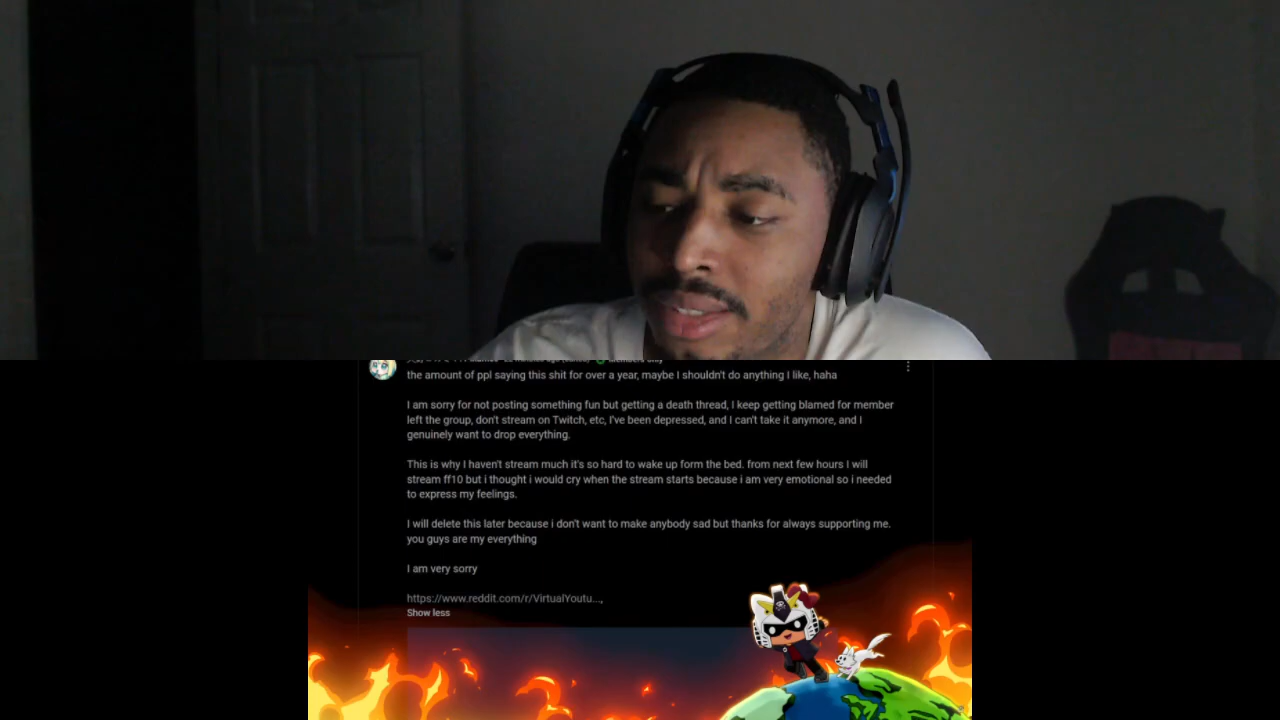 the amount of ppl saying this shit for over a year, maybe I shouldn't do anything I like, haha
I am sorry for not posting something fun but getting a death thread, I keep getting blamed for member
left the group, don't stream on Twitch, etc, I've been depressed, and I can't take it anymore, and I
genuinely want to drop everything.
This is why I haven't stream much it's so hard to wake up form the bed. from next few hours I will
stream ff10 but i thought i would cry when the stream starts because i am very emotional so i needed
to express my feelings.
I will delete this later because i don't want to make anybody sad but thanks for always supporting me.
you guys are my everything
I am very sorry
https://www.reddit.com/r/VirtualYoutu...,
Show less